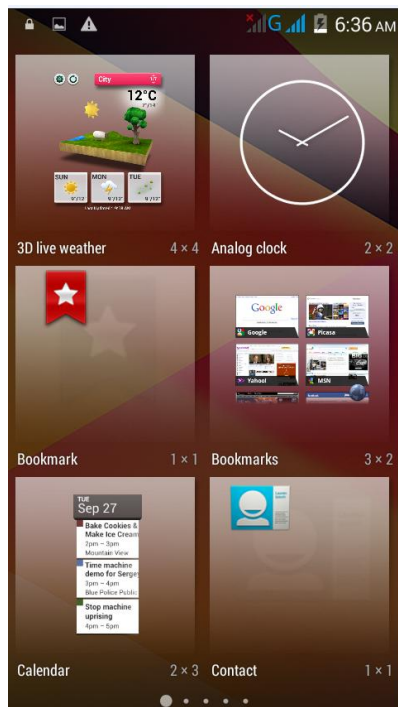 G 6:36 AM
City
12°C
SUN MON TUE
3D live weather 4 × 4 Analog clock 2 × 2
Google
Google Picasa
Yahoo! MSN
Bookmark 1 × 1 Bookmarks 3 × 2
TUE
Sep 27
Bake Cookies &
Make Ice Cream
2pm – 3pm
Mountain View
Time machine
demo for Serge
3pm – 4pm
Blue Police Public
Stop machine
uprising
4pm – 5pm
Calendar 2 × 3 Contact 1 × 1